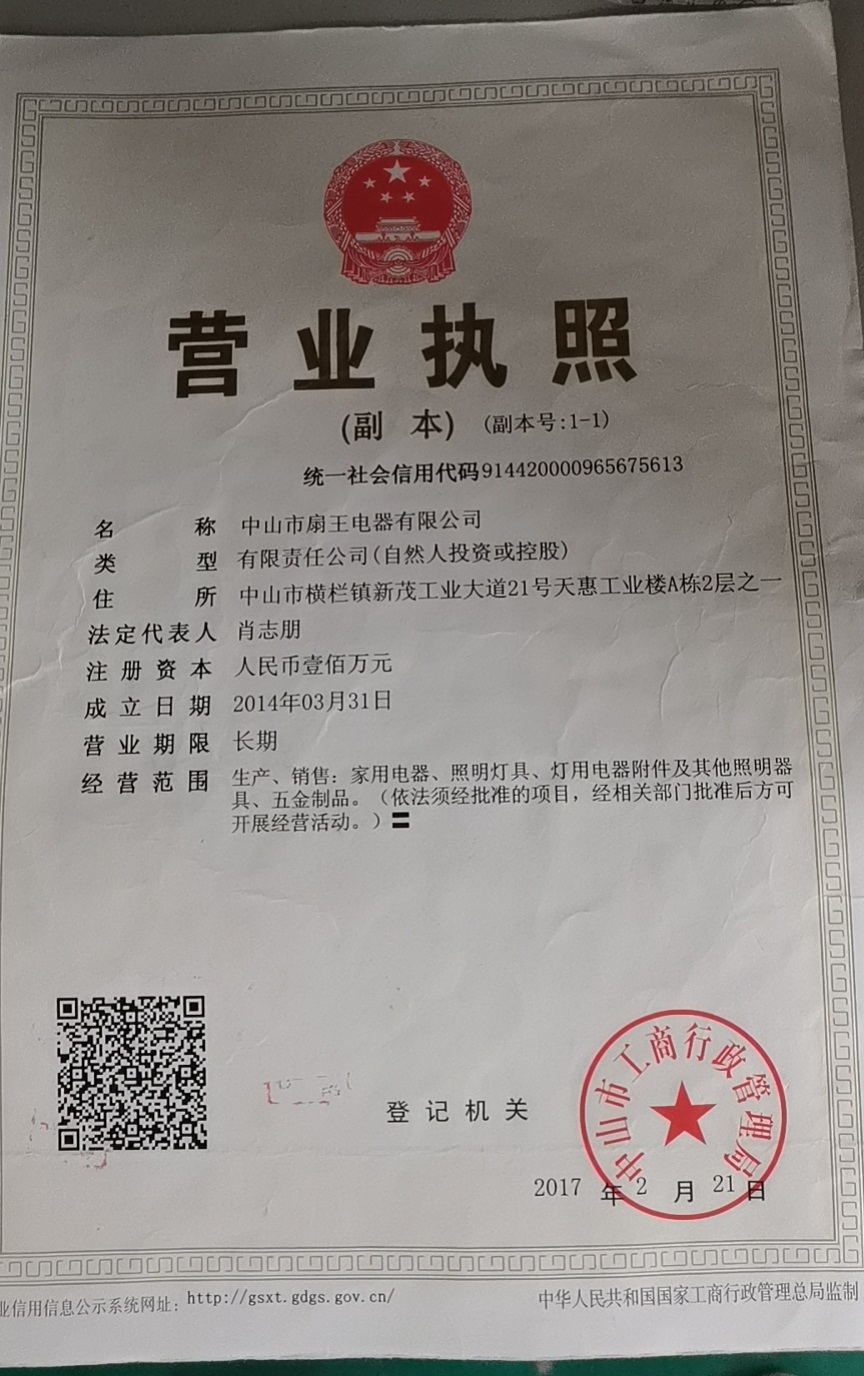 营业执照
(副 本) (副本号:1-1)
统一社会信用代码914420000965675613
名 称 中山市扇王电器有限公司
类 型 有限责任公司(自然人投资或控股)
住 所 中山市横栏镇新茂工业大道21号天惠工业楼A栋2层之一
法定代表人 肖志朋
注册资本 人民币壹佰万元
成立日期 2014年03月31日
营业期限 长期
经营范围 生产、销售：家用电器、照明灯具、灯用电器附件及其他照明器
具、五金制品。（依法须经批准的项目，经相关部门批准后方可
开展经营活动。）〓
登记机关
中山市工商行政管理局
2017 年 2 月 21 日
业信用信息公示系统网址：http://gsxt.gdgs.gov.cn/
中华人民共和国国家工商行政管理总局监制